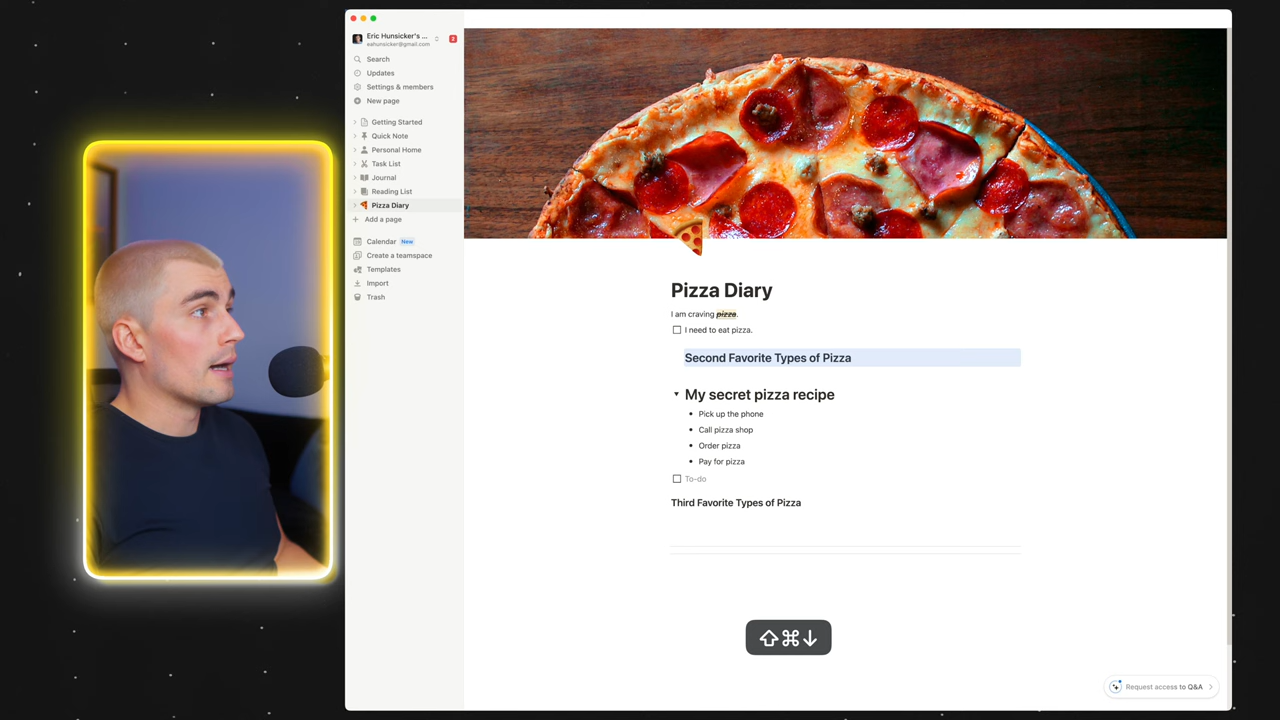 Eric Hunsicker's ...
eahunsicker@gmail.com
2
Search
Updates
Settings & members
New page
Getting Started
Quick Note
Personal Home
Task List
Journal
Reading List
Pizza Diary
Add a page
Calendar New
Create a teamspace
Templates
Import
Trash
Pizza Diary
I am craving pizza.
I need to eat pizza.
Second Favorite Types of Pizza
My secret pizza recipe
• Pick up the phone
• Call pizza shop
• Order pizza
• Pay for pizza
To-do
Third Favorite Types of Pizza
⇧⌘↓
Request access to Q&A